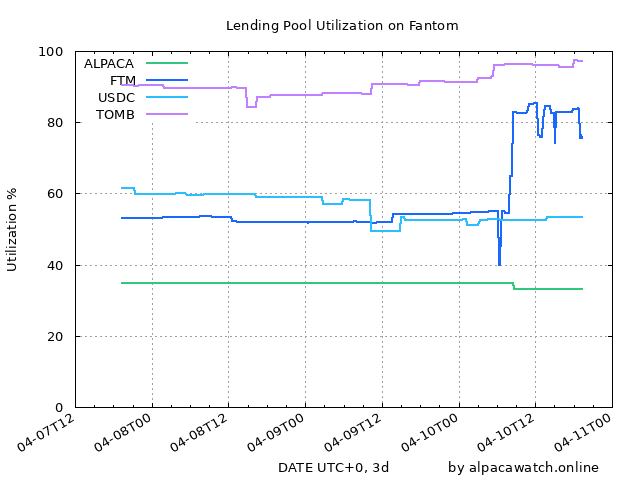 Lending Pool Utilization on Fantom
100
80
60
40
20
0
Utilization %
ALPACA
FTM
USDC
TOMB
04-07T12
04-08T00
04-08T12
04-09T00
04-09T12
04-10T00
04-10T12
04-11T00
DATE UTC+0, 3d
by alpacawatch.online